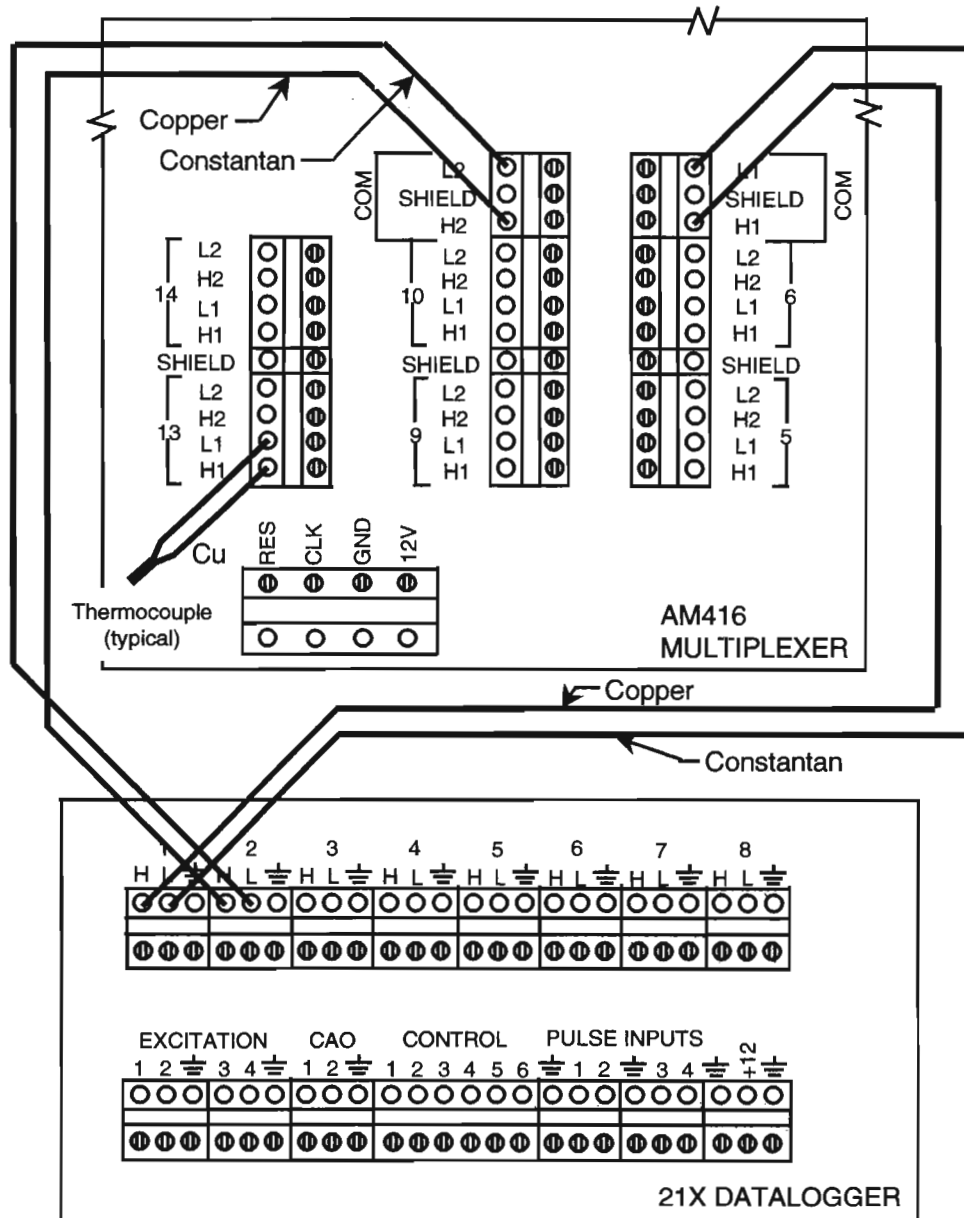 Copper
Constantan
COM
L2
SHIELD
H2
L1
SHIELD
H1
COM
14
L2
H2
L1
H1
SHIELD
13
L2
H2
L1
H1
10
L2
H2
L1
H1
SHIELD
9
L2
H2
L1
H1
L2
H2
L1
H1
6
SHIELD
L2
H2
L1
H1
5
Cu
Thermocouple
(typical)
RES CLK GND 12V
AM416
MULTIPLEXER
Copper
Constantan
1 2 3 4 5 6 7 8
H L H L H L H L H L H L H L H L
EXCITATION CAO CONTROL PULSE INPUTS
1 2 3 4 1 2 1 2 3 4 5 6 1 2 3 4 +12
21X DATALOGGER